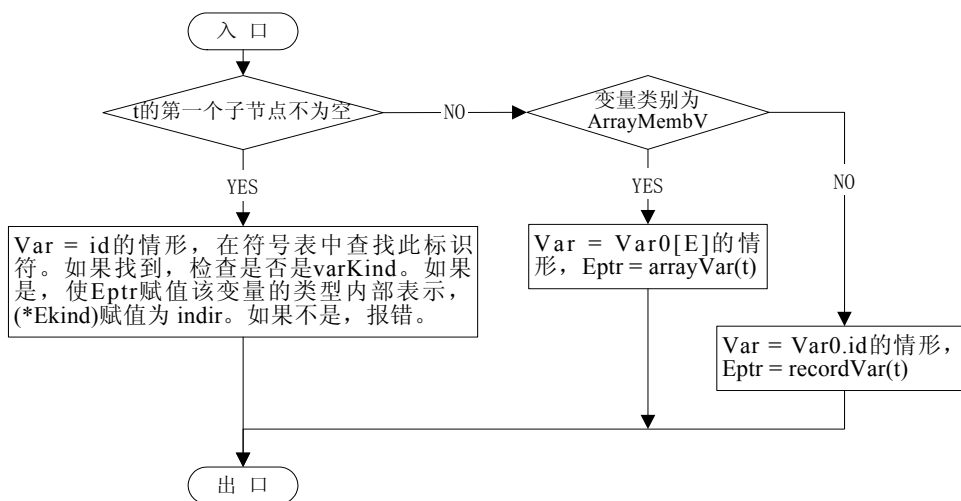 入 口
t的第一个子节点不为空
NO
变量类别为
ArrayMembV
YES
YES
NO
Var = id的情形，在符号表中查找此标识
符。如果找到，检查是否是varKind。如果
是，使Eptr赋值该变量的类型内部表示，
(*Ekind)赋值为 indir。如果不是，报错。
Var = Var0[E]的情
形，Eptr = arrayVar(t)
Var = Var0.id的情形，
Eptr = recordVar(t)
出 口